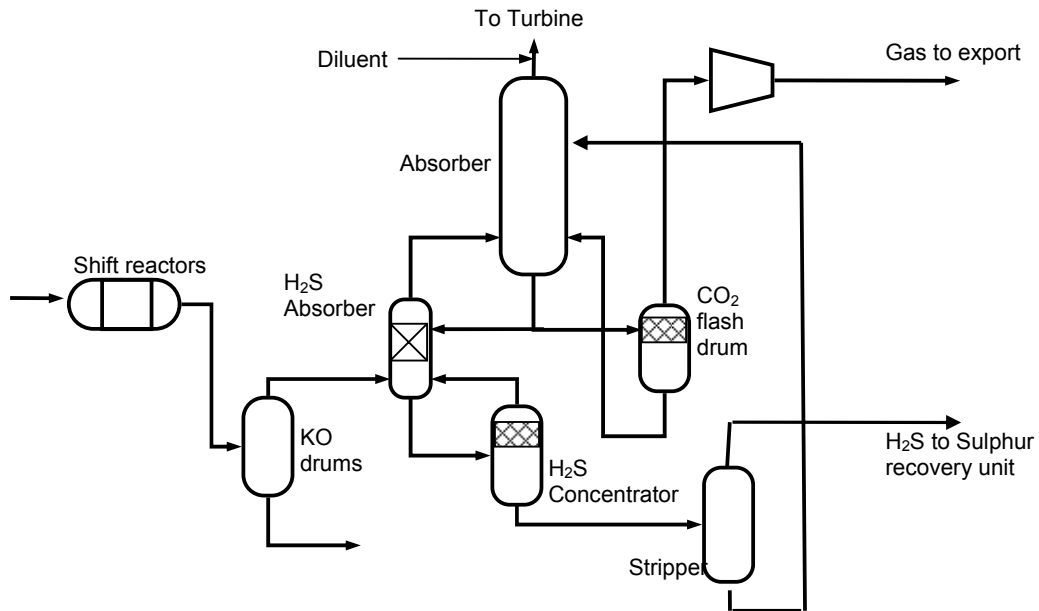 To Turbine
Diluent
Gas to export
Absorber
Shift reactors
H₂S
Absorber
CO₂
flash
drum
KO
drums
H₂S
Concentrator
H₂S to Sulphur
recovery unit
Stripper